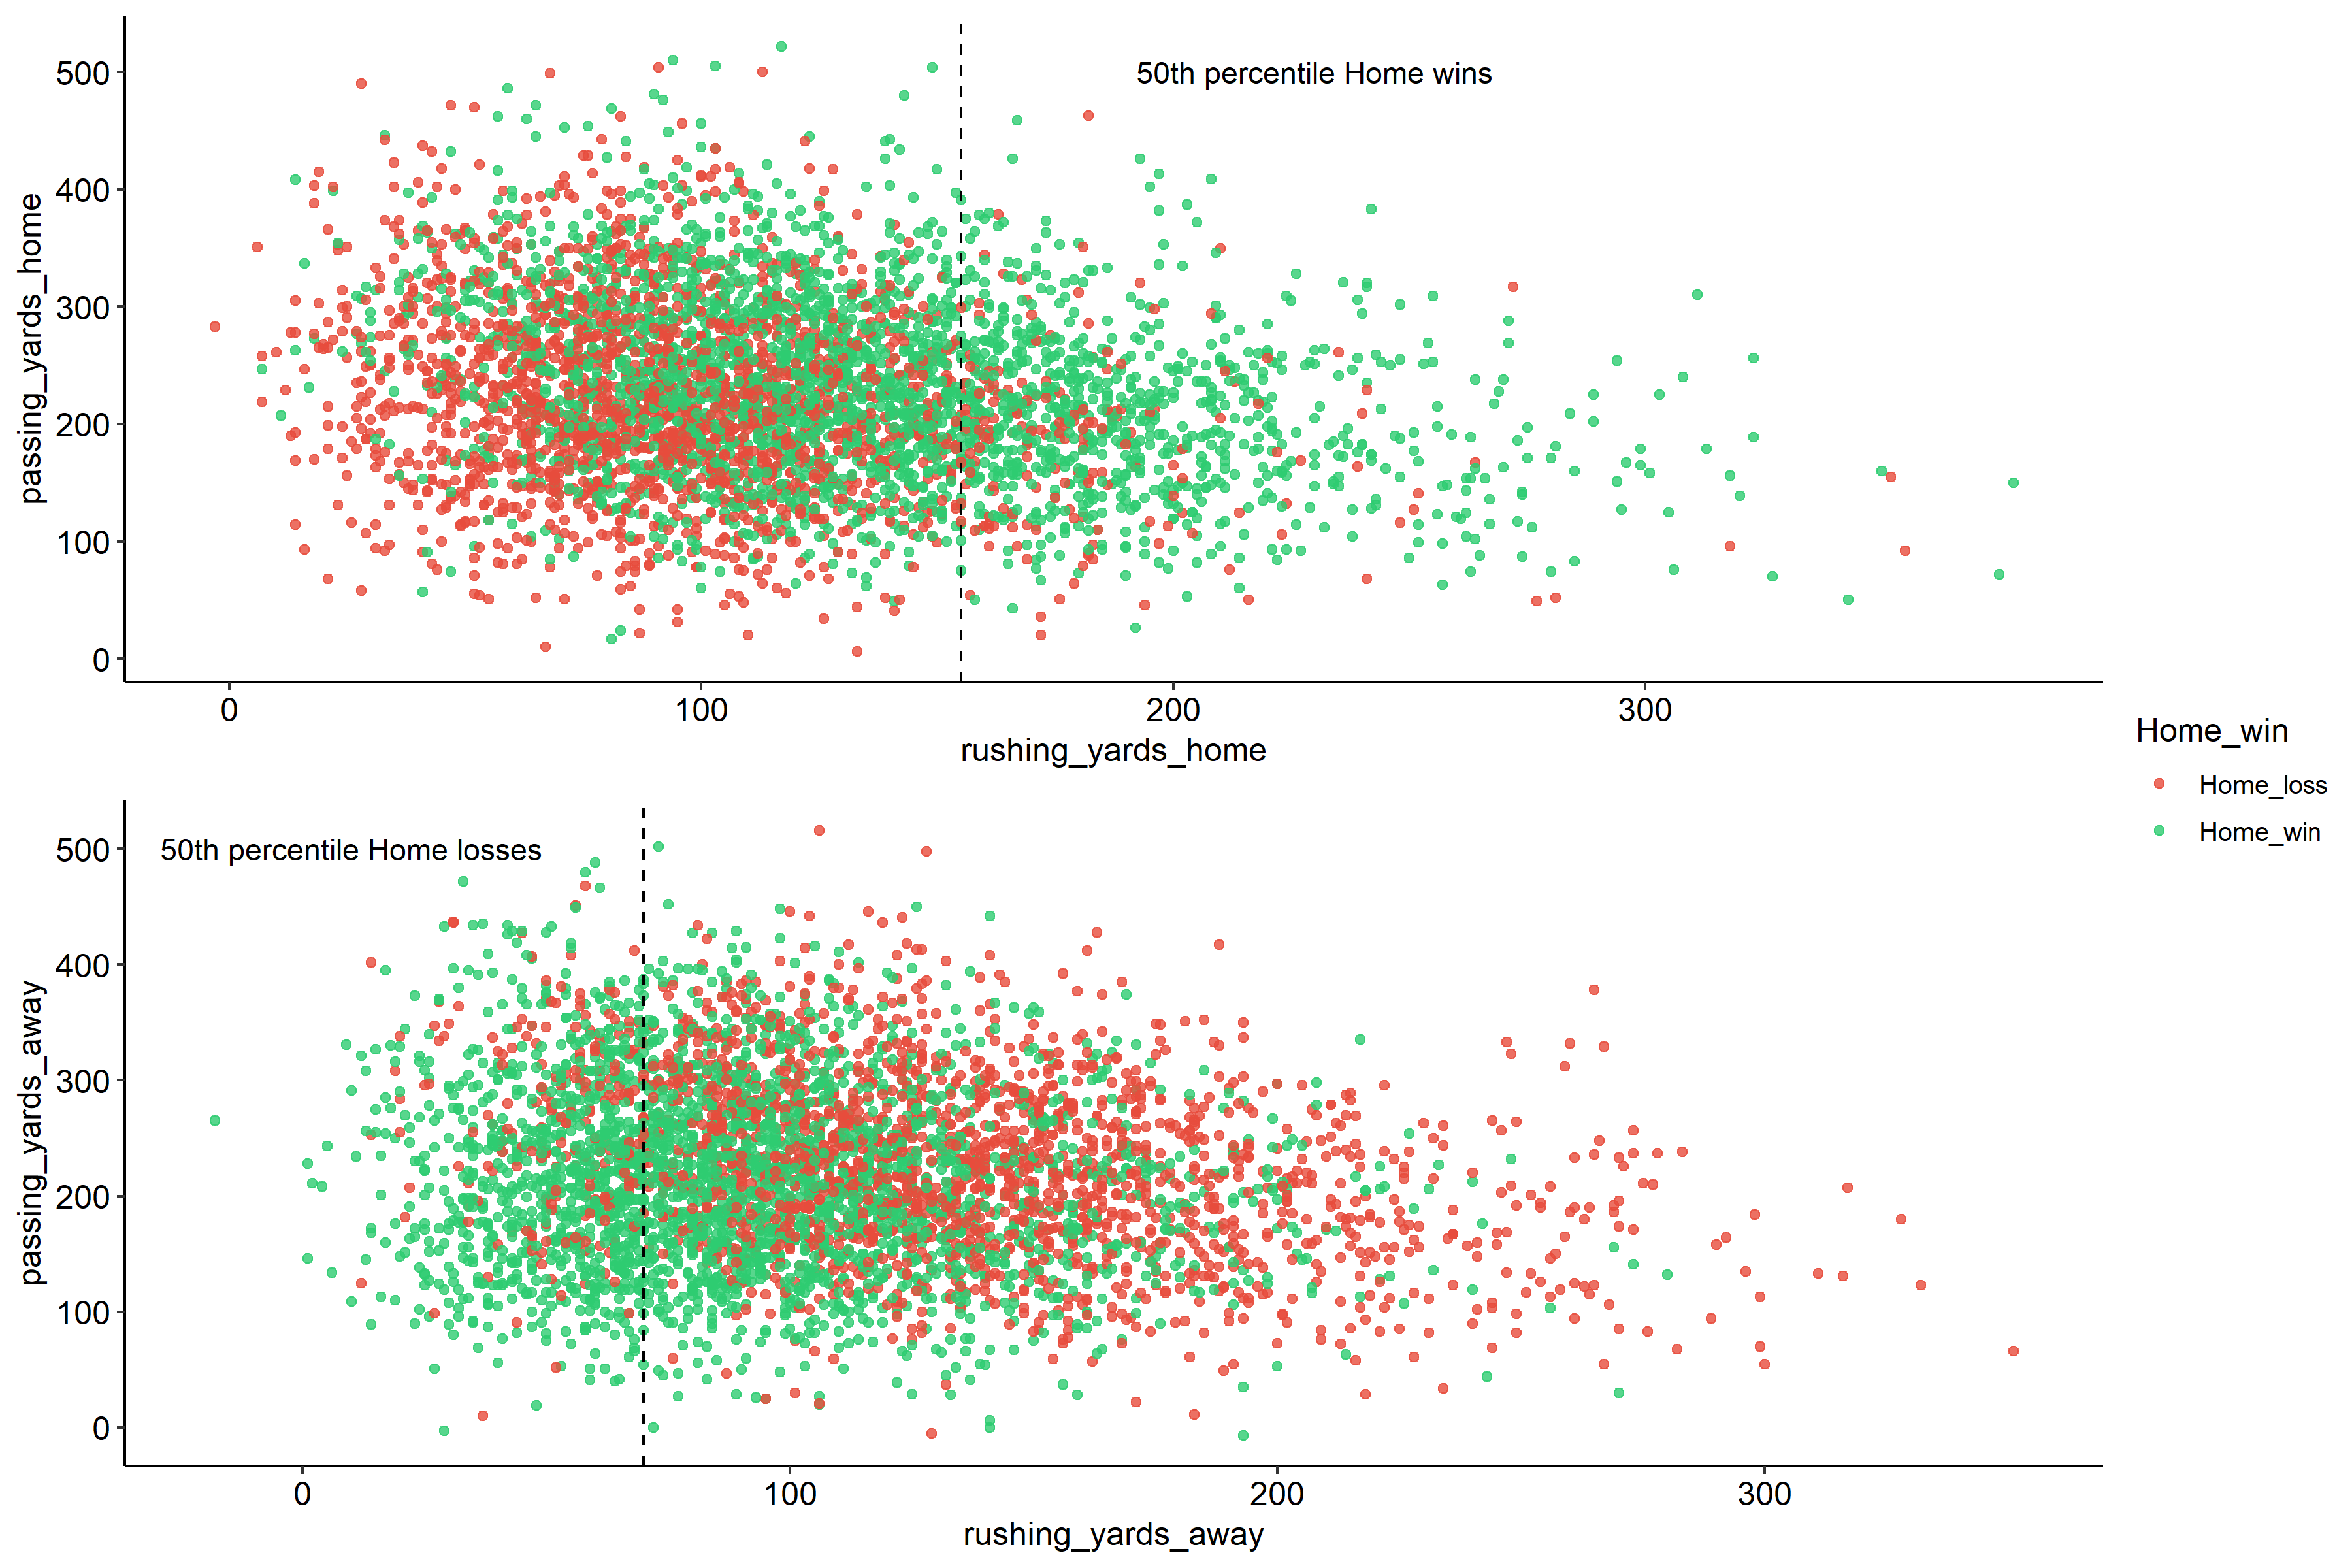 500
400
300
200
100
0
passing_yards_home
50th percentile Home wins
0 100 200 300
rushing_yards_home
Home_win
Home_loss
Home_win
500
400
300
200
100
0
passing_yards_away
50th percentile Home losses
0 100 200 300
rushing_yards_away